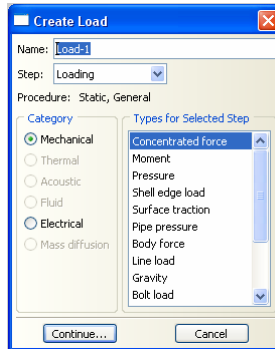 Create Load
Name: Load-1
Step: Loading
Procedure: Static, General
Category
Mechanical
Thermal
Acoustic
Fluid
Electrical
Mass diffusion
Types for Selected Step
Concentrated force
Moment
Pressure
Shell edge load
Surface traction
Pipe pressure
Body force
Line load
Gravity
Bolt load
Continue... Cancel